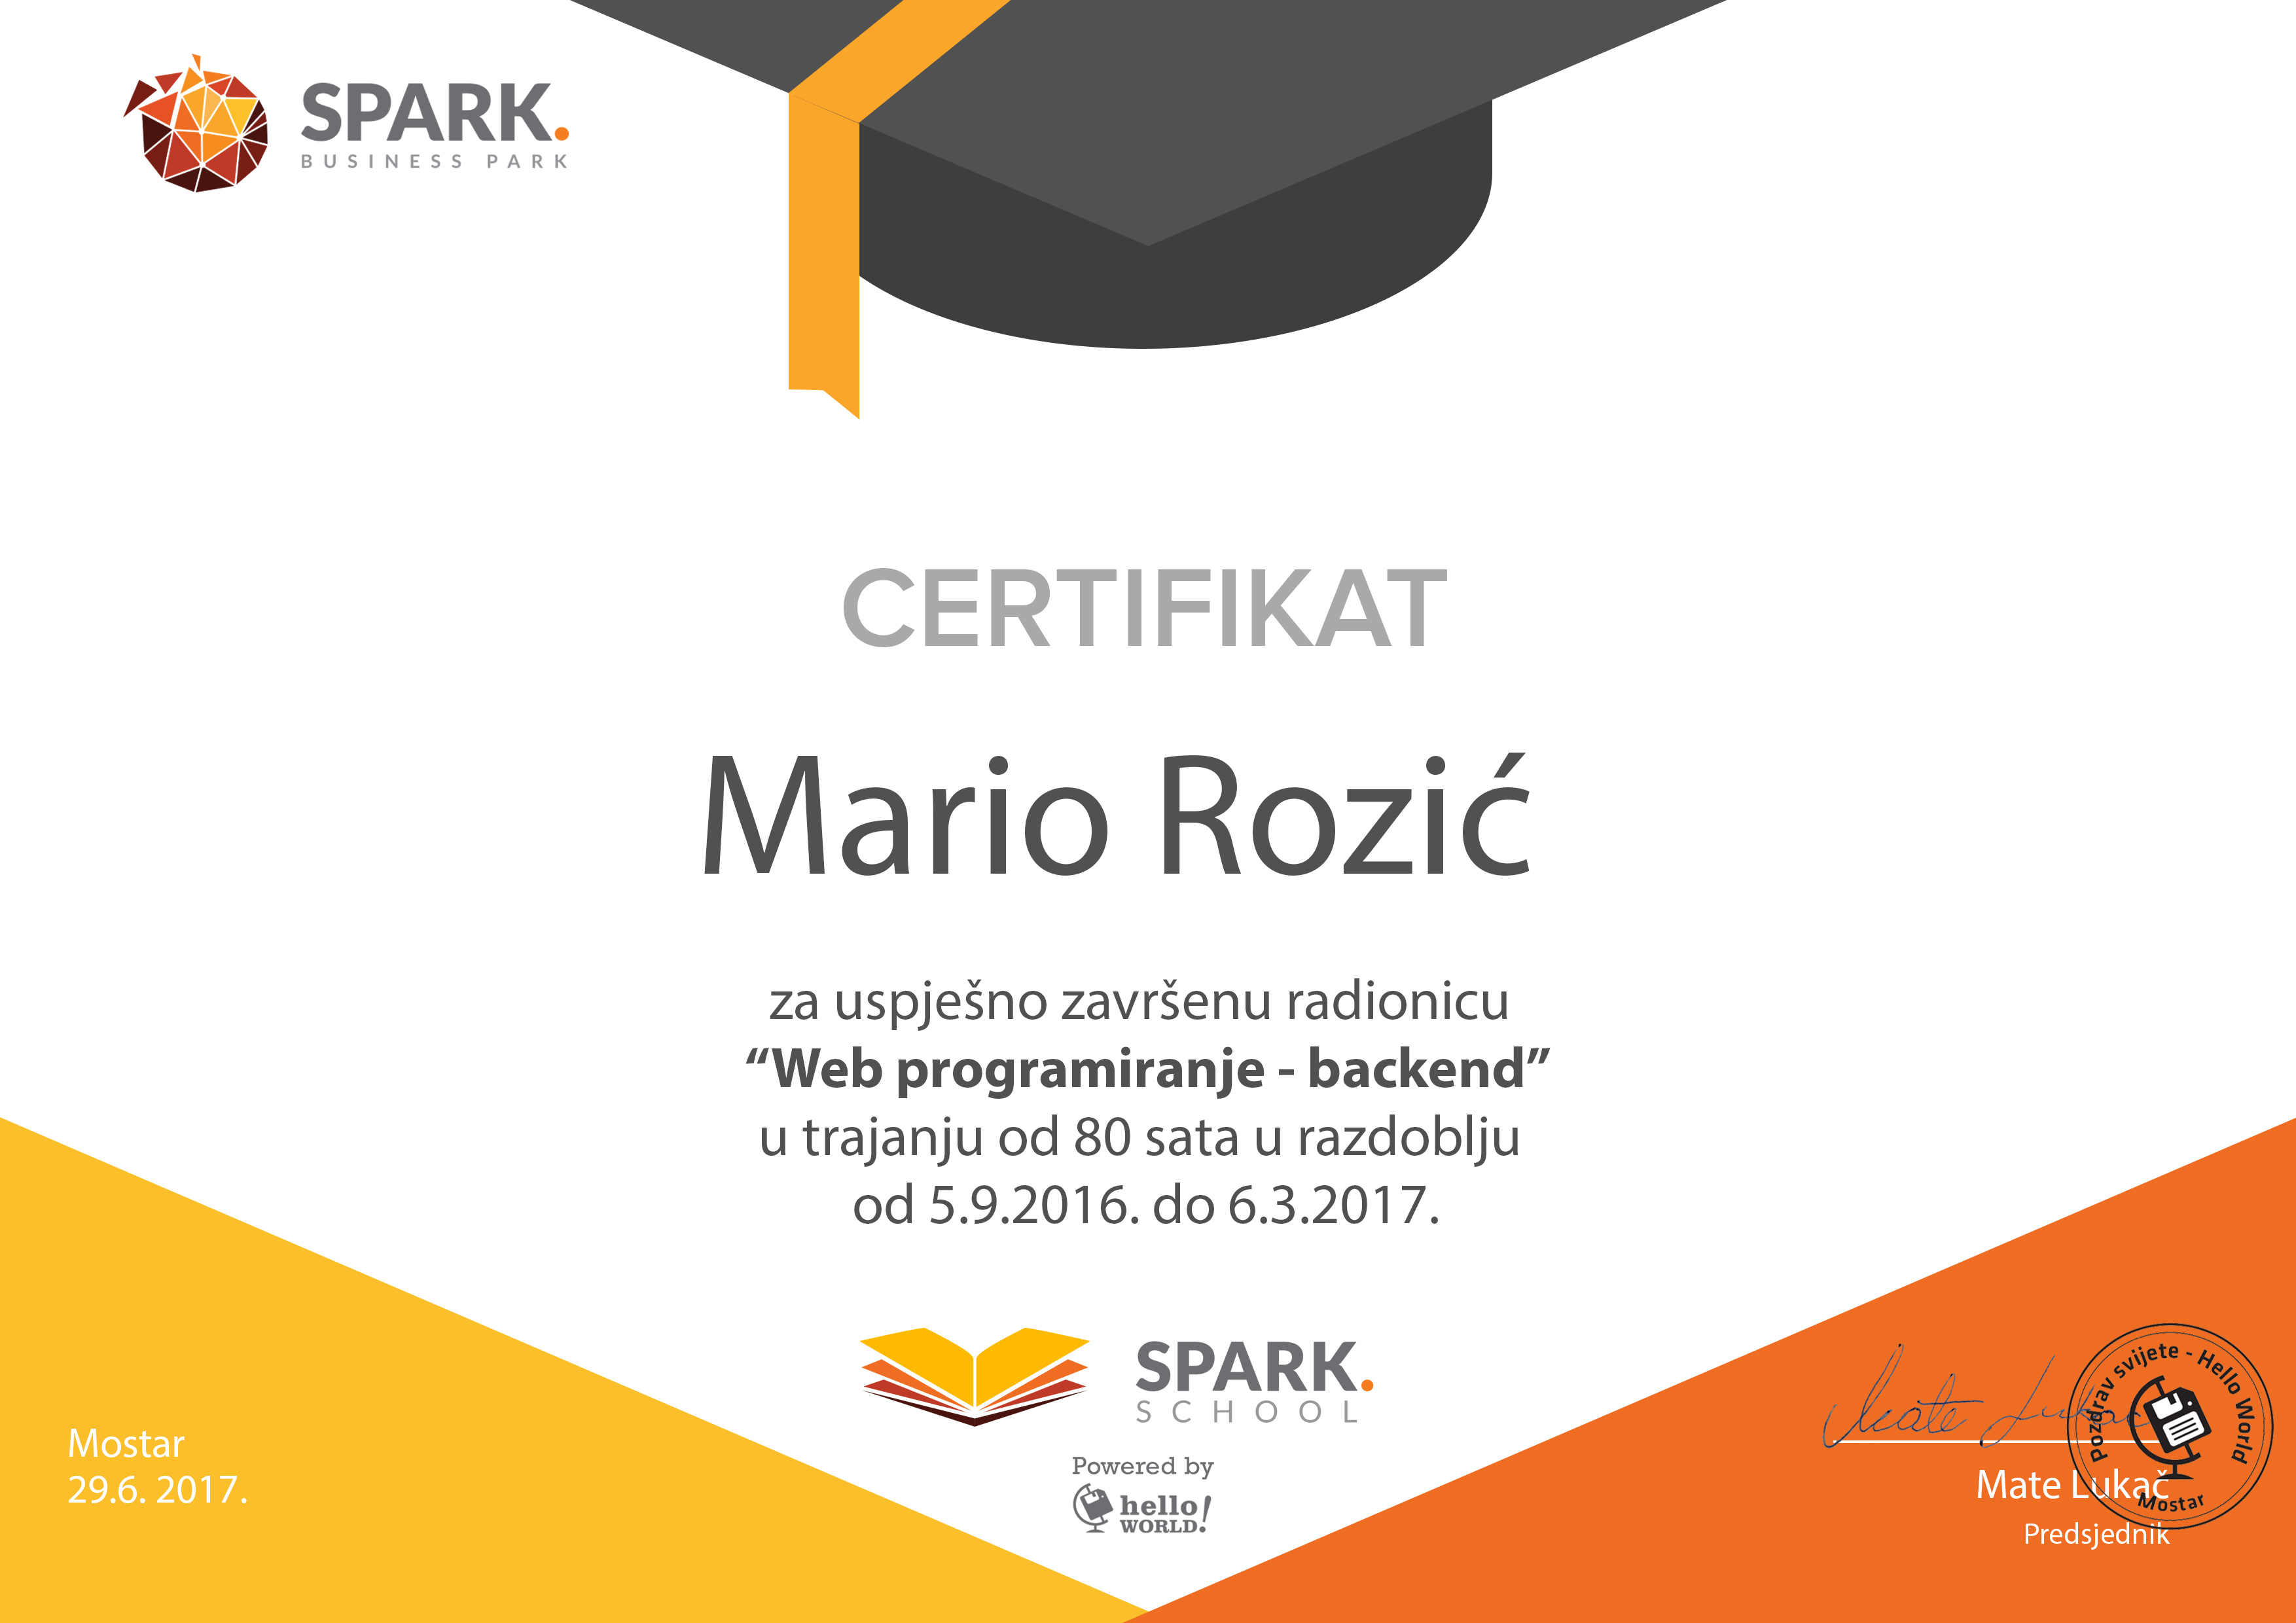 SPARK.
BUSINESS PARK
CERTIFIKAT
Mario Rozić
za uspješno završenu radionicu
“Web programiranje - backend”
u trajanju od 80 sata u razdoblju
od 5.9.2016. do 6.3.2017.
SPARK.
SCHOOL
Powered by
hello
WORLD!
Mostar
29.6. 2017.
Mate Lukač
Pozdrav svijete - Hello World
Mostar
Mate Lukač
Predsjednik